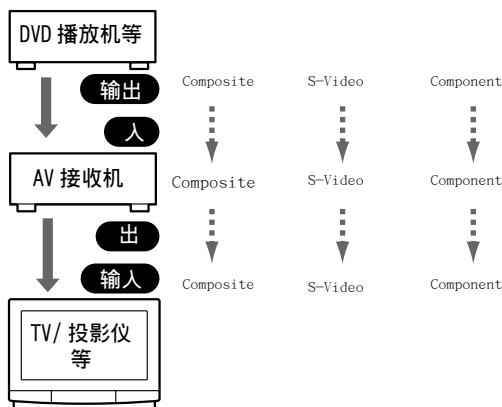 DVD 播放机等
输出
Composite S-Video Component
入
AV 接收机
Composite S-Video Component
出
输入
Composite S-Video Component
TV/ 投影仪
等